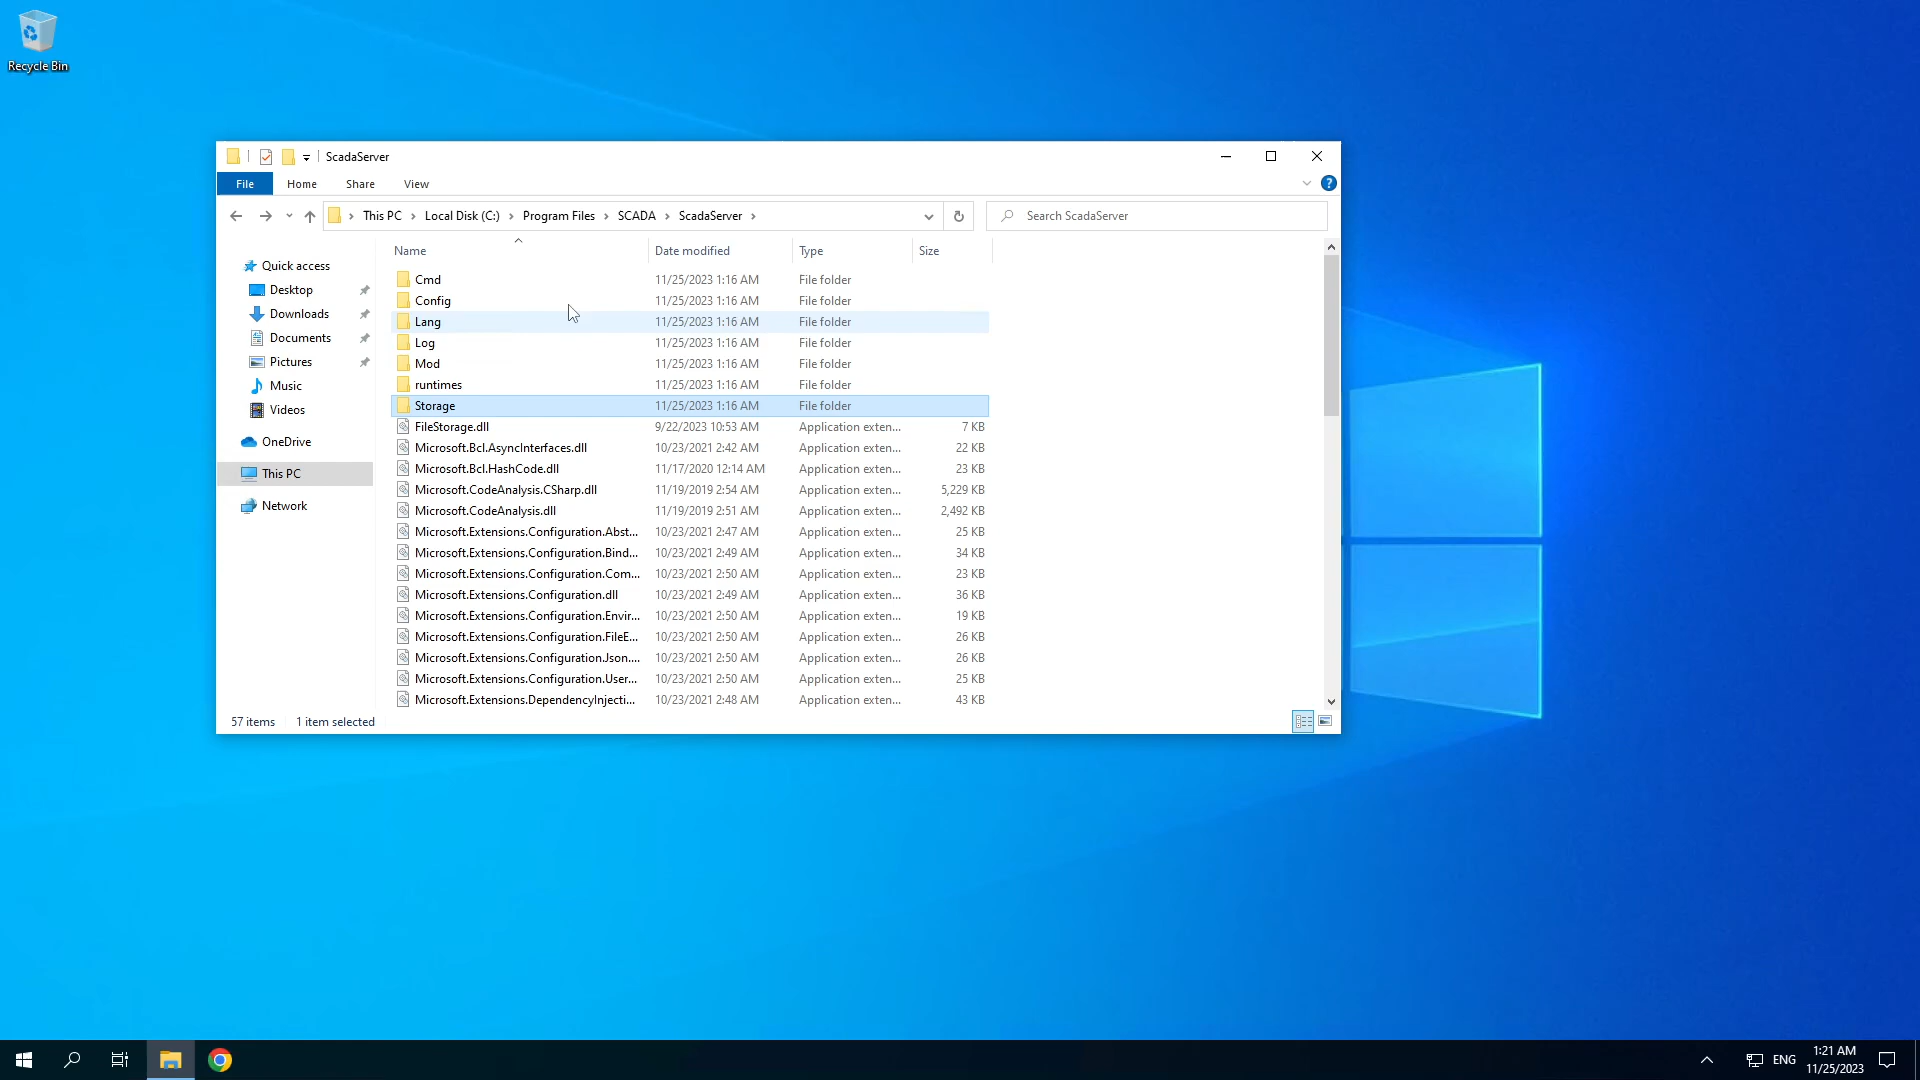 Recycle Bin
ScadaServer
File Home Share View
This PC Local Disk (C:) Program Files SCADA ScadaServer Search ScadaServer
Name Date modified Type Size
Quick access
Desktop
Downloads
Documents
Pictures
Music
Videos
OneDrive
This PC
Network
Cmd 11/25/2023 1:16 AM File folder
Config 11/25/2023 1:16 AM File folder
Lang 11/25/2023 1:16 AM File folder
Log 11/25/2023 1:16 AM File folder
Mod 11/25/2023 1:16 AM File folder
runtimes 11/25/2023 1:16 AM File folder
Storage 11/25/2023 1:16 AM File folder
FileStorage.dll 9/22/2023 10:53 AM Application exten... 7 KB
Microsoft.Bcl.AsyncInterfaces.dll 10/23/2021 2:42 AM Application exten... 22 KB
Microsoft.Bcl.HashCode.dll 11/17/2020 12:14 AM Application exten... 23 KB
Microsoft.CodeAnalysis.CSharp.dll 11/19/2019 2:54 AM Application exten... 5,229 KB
Microsoft.CodeAnalysis.dll 11/19/2019 2:51 AM Application exten... 2,492 KB
Microsoft.Extensions.Configuration.Abst... 10/23/2021 2:47 AM Application exten... 25 KB
Microsoft.Extensions.Configuration.Bind... 10/23/2021 2:49 AM Application exten... 34 KB
Microsoft.Extensions.Configuration.Com... 10/23/2021 2:50 AM Application exten... 23 KB
Microsoft.Extensions.Configuration.dll 10/23/2021 2:49 AM Application exten... 36 KB
Microsoft.Extensions.Configuration.Envir... 10/23/2021 2:50 AM Application exten... 19 KB
Microsoft.Extensions.Configuration.FileE... 10/23/2021 2:50 AM Application exten... 26 KB
Microsoft.Extensions.Configuration.Json.... 10/23/2021 2:50 AM Application exten... 26 KB
Microsoft.Extensions.Configuration.User... 10/23/2021 2:50 AM Application exten... 25 KB
Microsoft.Extensions.DependencyInjecti... 10/23/2021 2:48 AM Application exten... 43 KB
57 items 1 item selected
ENG
1:21 AM
11/25/2023